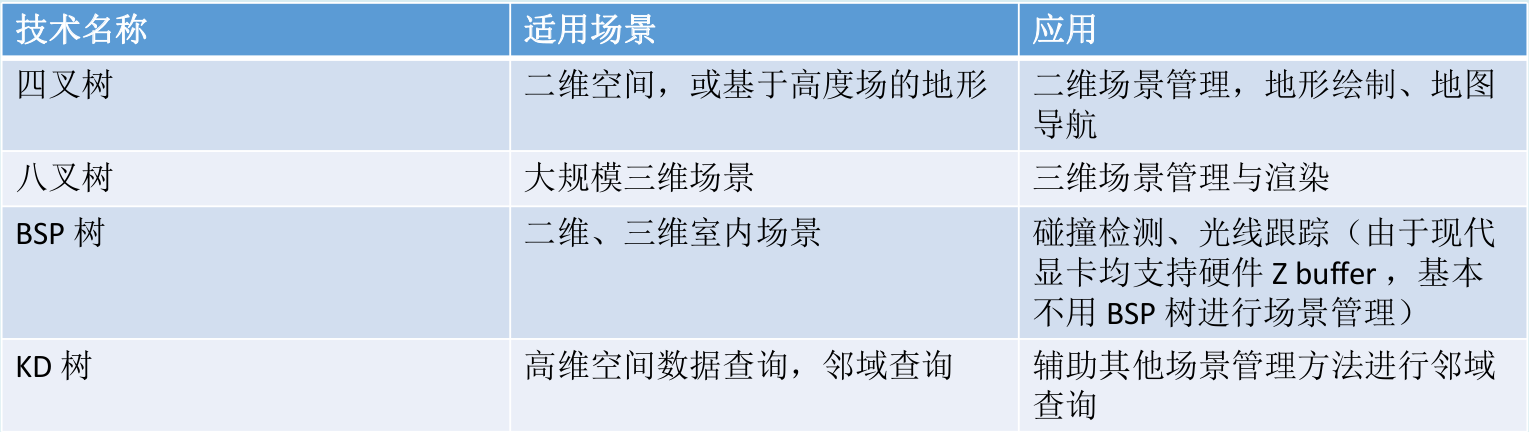 技术名称
适用场景
应用
四叉树
二维空间，或基于高度场的地形
二维场景管理，地形绘制、地图
导航
八叉树
大规模三维场景
三维场景管理与渲染
BSP 树
二维、三维室内场景
碰撞检测、光线跟踪（由于现代
显卡均支持硬件 Z buffer ，基本
不用 BSP 树进行场景管理）
KD 树
高维空间数据查询，邻域查询
辅助其他场景管理方法进行邻域
查询